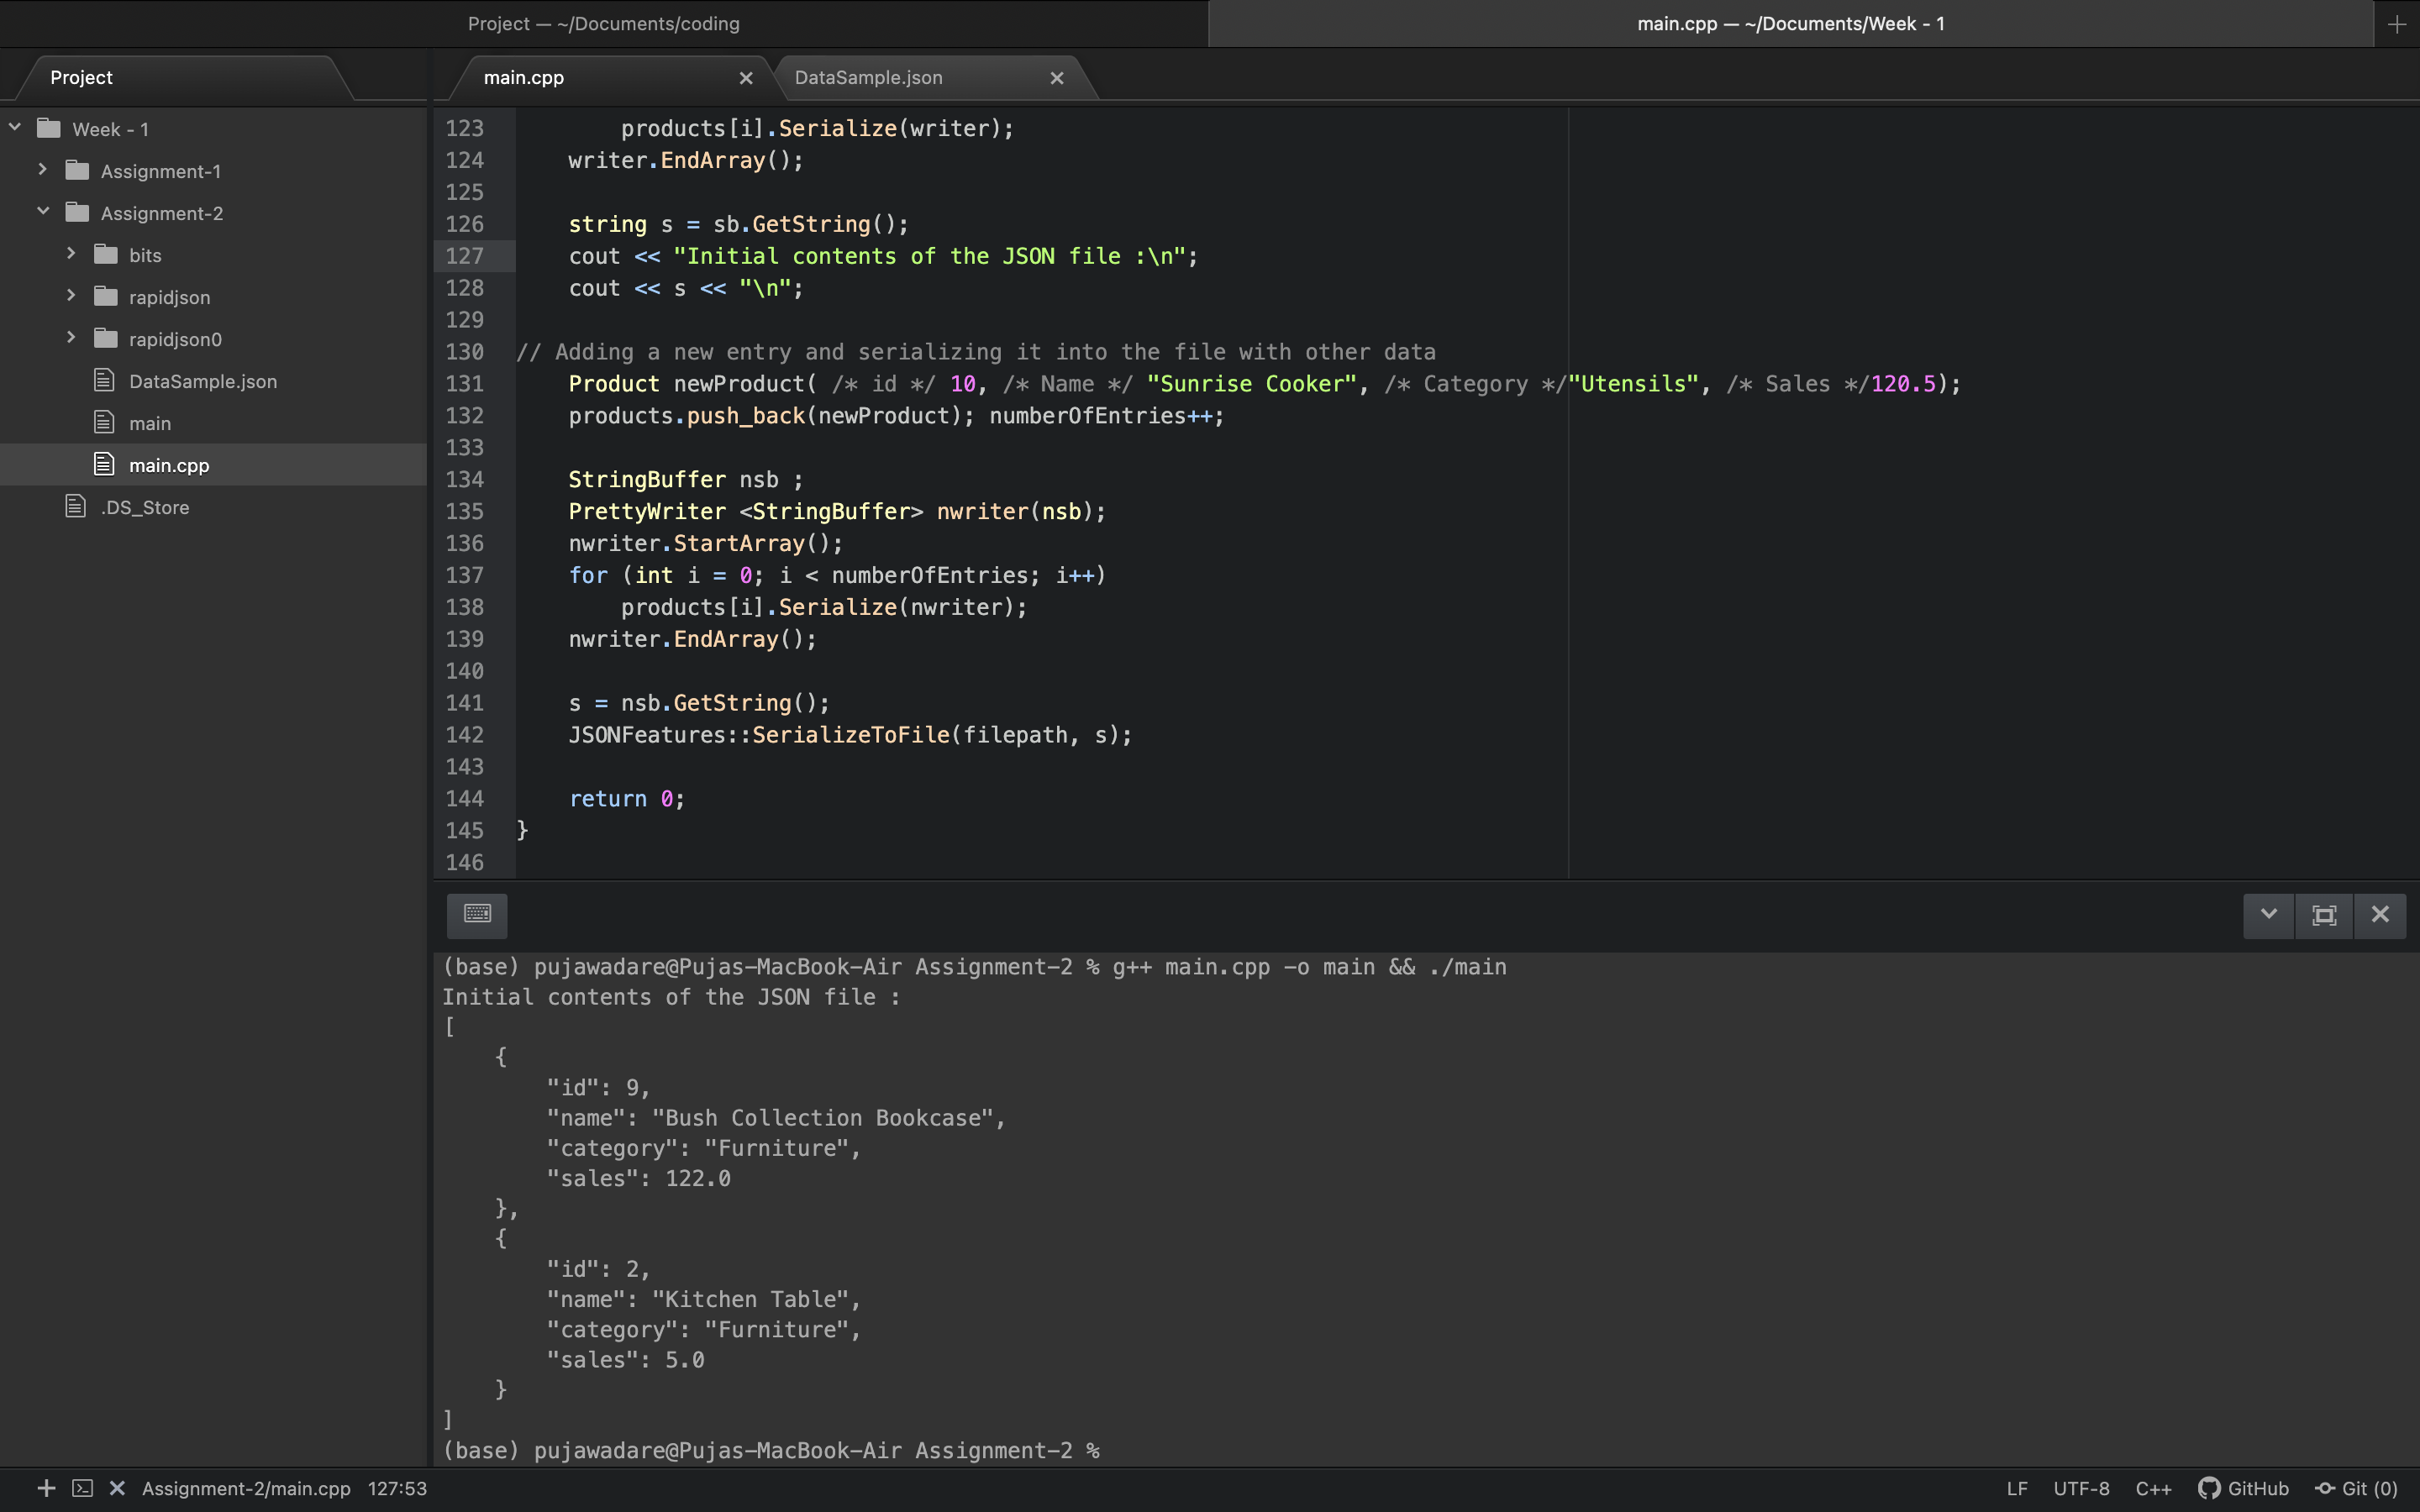 Project — ~/Documents/coding
main.cpp — ~/Documents/Week - 1
Project
main.cpp
DataSample.json
Week - 1
Assignment-1
Assignment-2
bits
rapidjson
rapidjson0
DataSample.json
main
main.cpp
.DS_Store
123         products[i].Serialize(writer);
124     writer.EndArray();
125
126     string s = sb.GetString();
127     cout << "Initial contents of the JSON file :\n";
128     cout << s << "\n";
129
130 // Adding a new entry and serializing it into the file with other data
131     Product newProduct( /* id */ 10, /* Name */ "Sunrise Cooker", /* Category */"Utensils", /* Sales */120.5);
132     products.push_back(newProduct); numberOfEntries++;
133
134     StringBuffer nsb ;
135     PrettyWriter <StringBuffer> nwriter(nsb);
136     nwriter.StartArray();
137     for (int i = 0; i < numberOfEntries; i++)
138         products[i].Serialize(nwriter);
139     nwriter.EndArray();
140
141     s = nsb.GetString();
142     JSONFeatures::SerializeToFile(filepath, s);
143
144     return 0;
145 }
146
(base) pujawadare@Pujas-MacBook-Air Assignment-2 % g++ main.cpp -o main && ./main
Initial contents of the JSON file :
[
    {
        "id": 9,
        "name": "Bush Collection Bookcase",
        "category": "Furniture",
        "sales": 122.0
    },
    {
        "id": 2,
        "name": "Kitchen Table",
        "category": "Furniture",
        "sales": 5.0
    }
]
(base) pujawadare@Pujas-MacBook-Air Assignment-2 %
Assignment-2/main.cpp 127:53
LF UTF-8 C++ GitHub Git (0)